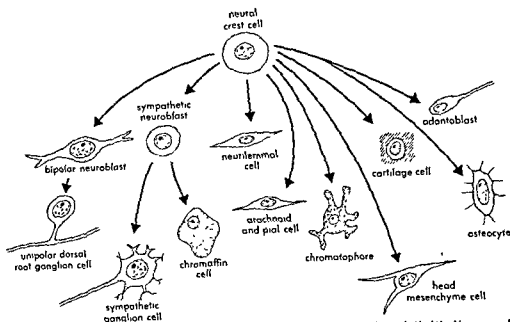 neural
crest cell
sympathetic
neuroblast
odontoblast
bipolar neuroblast
neurilemmal
cell
cartilage cell
osteocyte
arachnoid
and pial cell
unipolar dorsal
root ganglion cell
chromaffin
cell
chromatophore
head
mesenchyme cell
sympathetic
ganglion cell